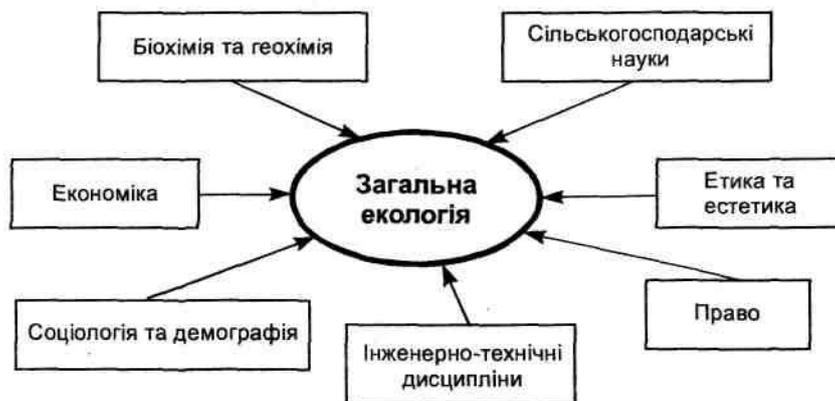 Біохімія та геохімія
Сільськогосподарські
науки
Економіка
Загальна
екологія
Етика та
естетика
Соціологія та демографія
Інженерно-технічні
дисципліни
Право